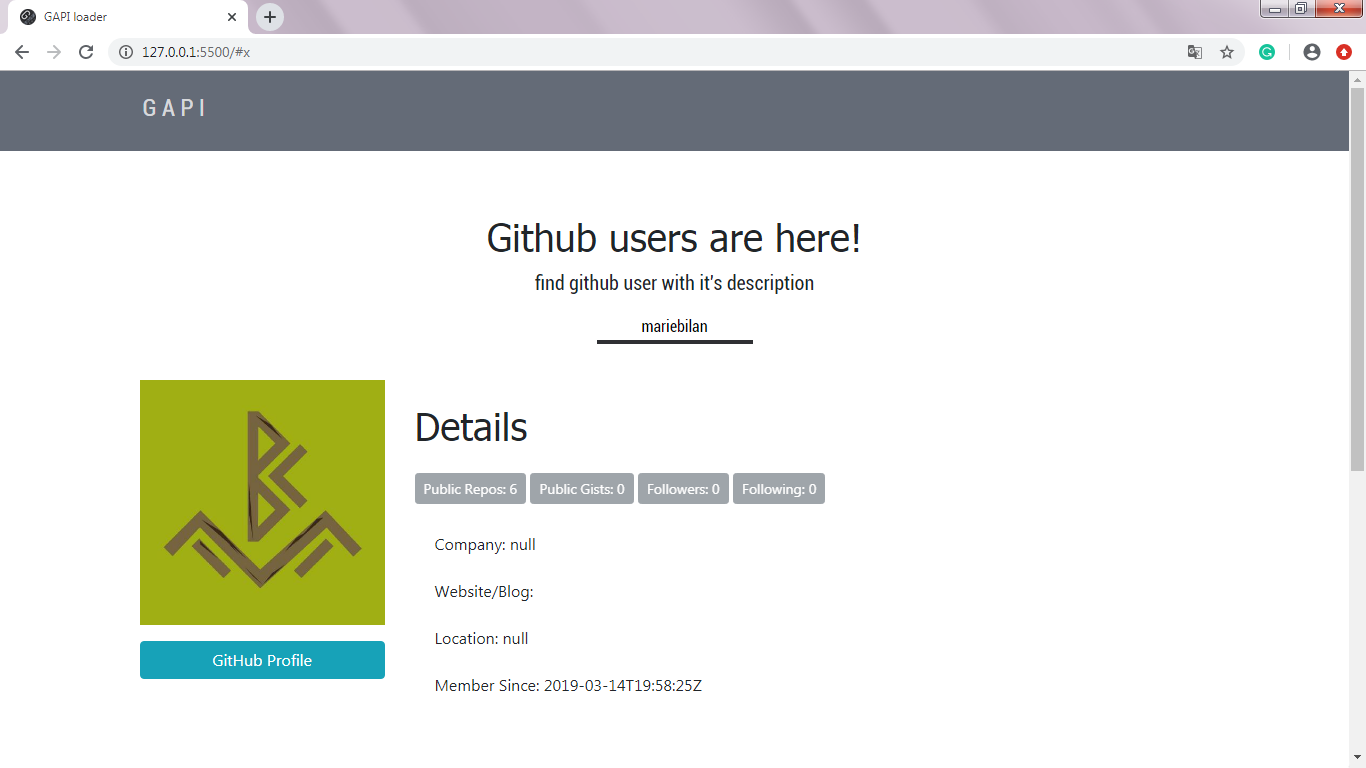 GAPI loader
127.0.0.1:5500/#x
GAPI
Github users are here!
find github user with it's description
mariebilan
Details
Public Repos: 6 Public Gists: 0 Followers: 0 Following: 0
Company: null
Website/Blog:
Location: null
Member Since: 2019-03-14T19:58:25Z
GitHub Profile